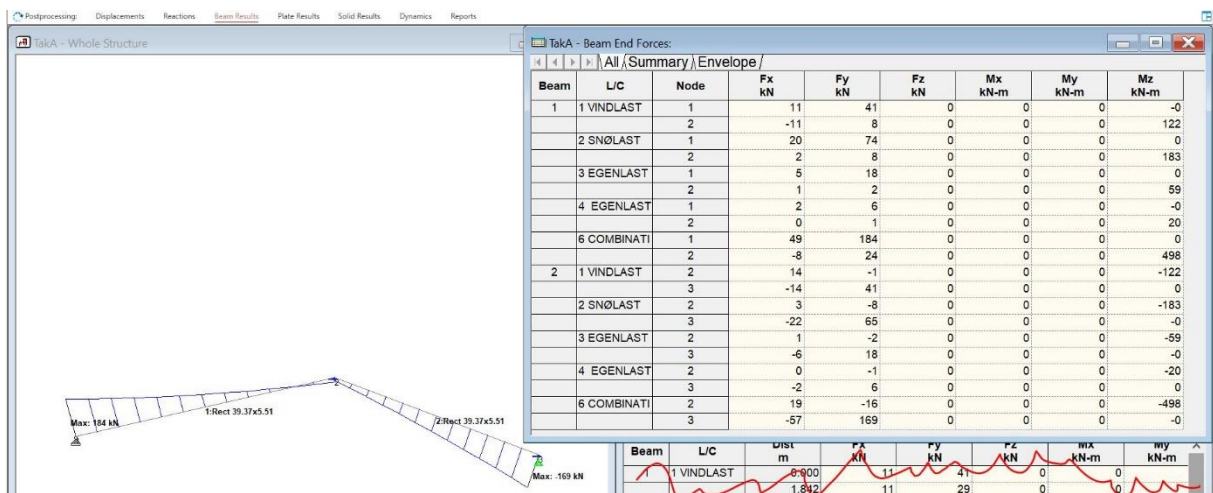 Postprocessing: Displacements Reactions Beam Results Plate Results Solid Results Dynamics Reports
TakA - Whole Structure
TakA - Beam End Forces:
All Summary Envelope
Beam L/C Node Fx kN Fy kN Fz kN Mx kN-m My kN-m Mz kN-m
1 1 VINDLAST 1 11 41 0 0 0 -0
2 -11 8 0 0 0 122
2 SNØLAST 1 20 74 0 0 0 0
2 2 8 0 0 0 183
3 EGENLAST 1 5 18 0 0 0 0
2 1 2 0 0 0 59
4 EGENLAST 1 2 6 0 0 0 -0
2 0 1 0 0 0 20
6 COMBINATI 1 49 184 0 0 0 0
2 -8 24 0 0 0 498
2 1 VINDLAST 2 14 -1 0 0 0 -122
3 -14 41 0 0 0 0
2 SNØLAST 2 3 -8 0 0 0 -183
3 -22 65 0 0 0 -0
3 EGENLAST 2 1 -2 0 0 0 -59
3 -6 18 0 0 0 -0
4 EGENLAST 2 0 -1 0 0 0 -20
3 -2 6 0 0 0 0
6 COMBINATI 2 19 -16 0 0 0 -498
3 -57 169 0 0 0 -0
1:Rect 39.37x5.51
Max: 184 kN
2:Rect 39.37x5.51
Max: -169 kN
Beam L/C Dist m Fx kN Fy kN Fz kN Mx kN-m My kN-m
1 1 VINDLAST 0.000 11 41 0 0
1.842 11 29 0 0